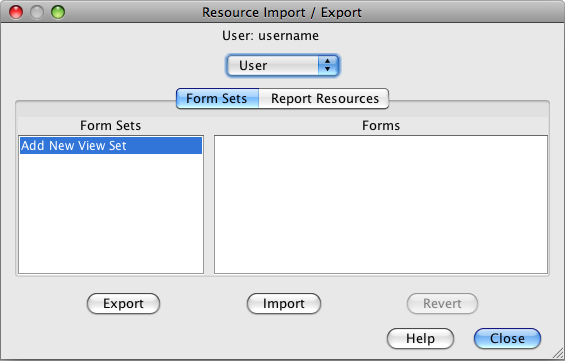 Resource Import / Export
User: username
User
Form Sets Report Resources
Form Sets Forms
Add New View Set
Export Import Revert
Help Close